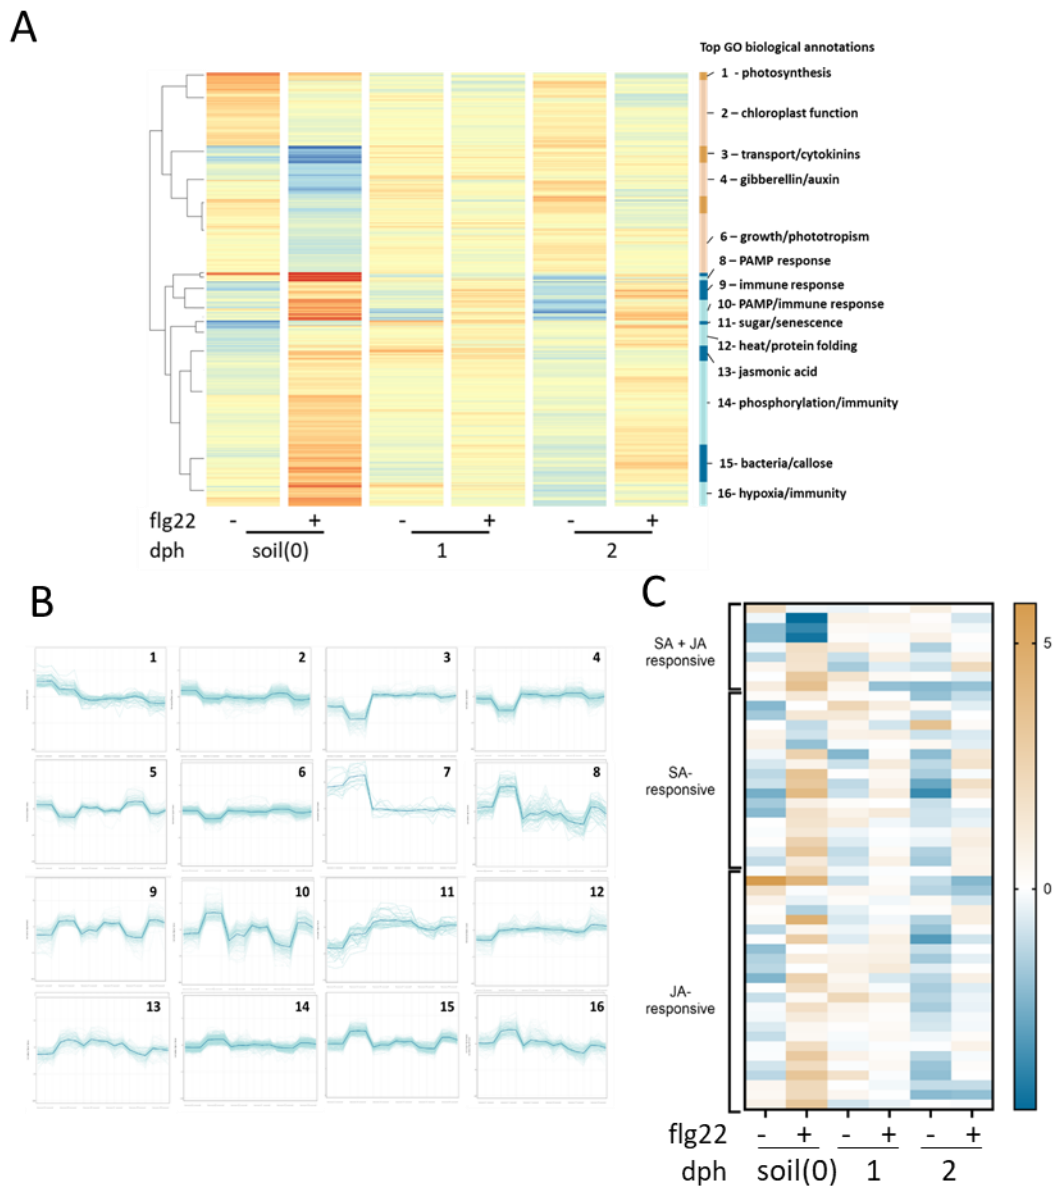 A
Top GO biological annotations
1 - photosynthesis
2 – chloroplast function
3 – transport/cytokinins
4 – gibberellin/auxin
6 – growth/phototropism
8 – PAMP response
9 – immune response
10- PAMP/immune response
11- sugar/senescence
12- heat/protein folding
13- jasmonic acid
14- phosphorylation/immunity
15- bacteria/callose
16- hypoxia/immunity
flg22 - + - + - +
dph soil(0) 1 2
B
1 2 3 4
5 6 7 8
9 10 11 12
13 14 15 16
C
SA + JA
responsive
SA-
responsive
JA-
responsive
5
0
flg22 - + - + - +
dph soil(0) 1 2